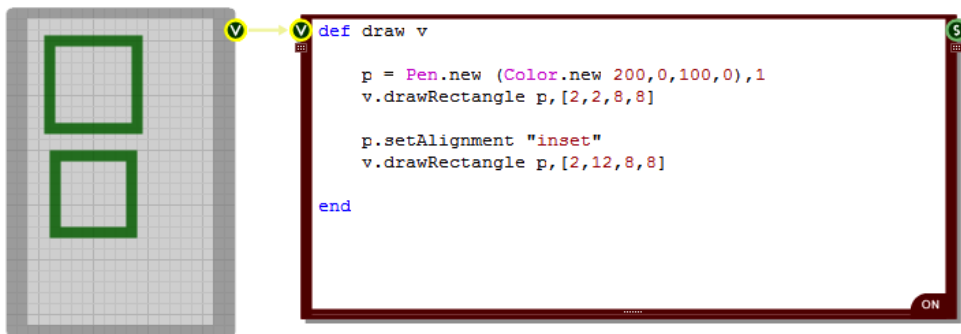 V
V
S
def draw v
p = Pen.new (Color.new 200,0,100,0),1
v.drawRectangle p,[2,2,8,8]
p.setAlignment "inset"
v.drawRectangle p,[2,12,8,8]
end
ON